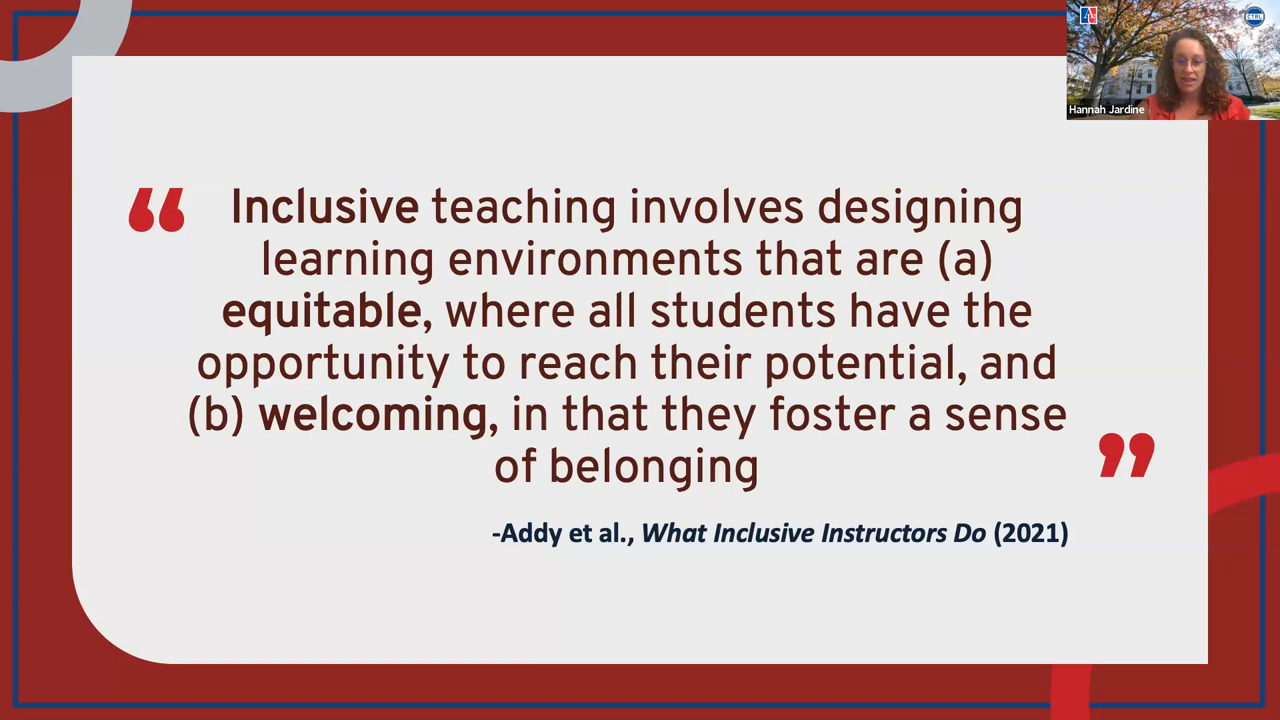 CTRL
Hannah Jardine
“ Inclusive teaching involves designing
learning environments that are (a)
equitable, where all students have the
opportunity to reach their potential, and
(b) welcoming, in that they foster a sense
of belonging ”
-Addy et al., What Inclusive Instructors Do (2021)